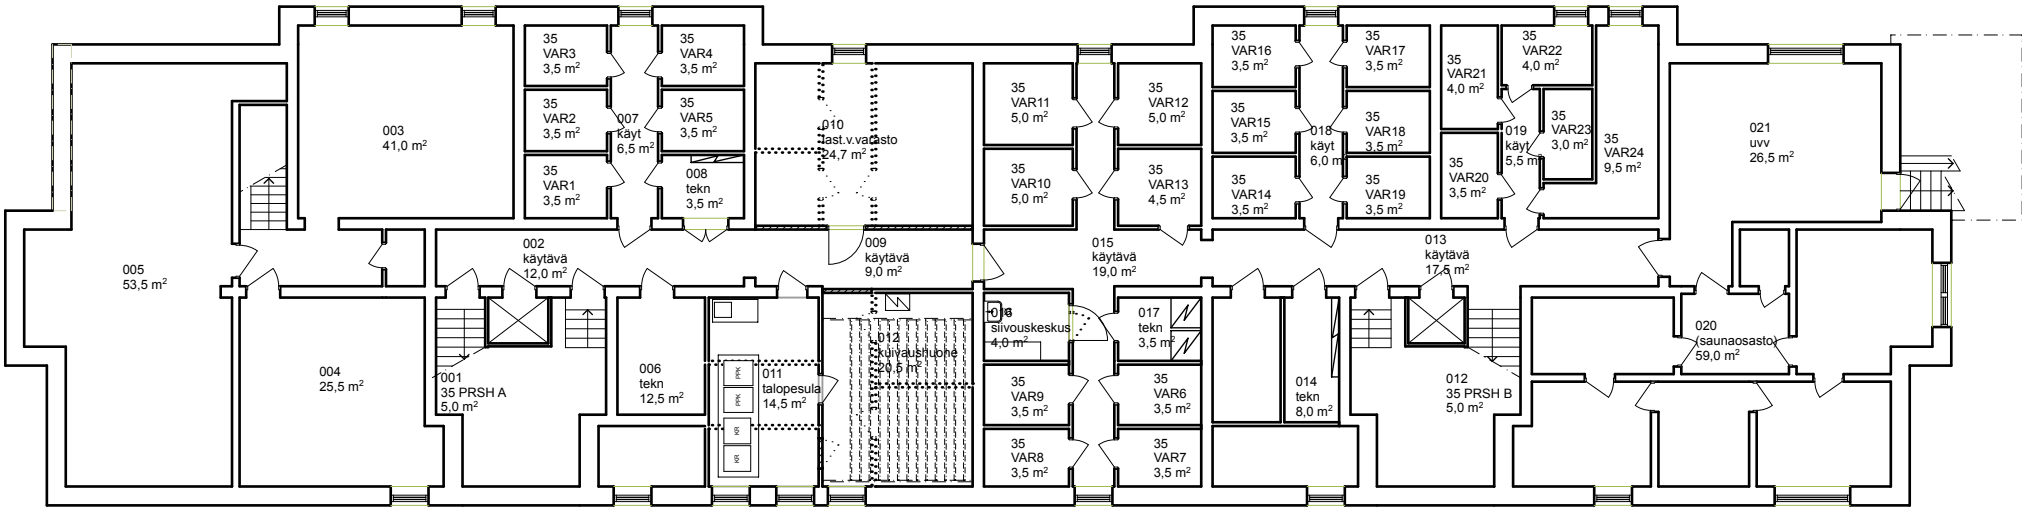 35
VAR3
3,5 m²
35
VAR4
3,5 m²
35
VAR2
3,5 m²
007
käyt
6,5 m²
35
VAR5
3,5 m²
35
VAR1
3,5 m²
008
tekn
3,5 m²
003
41,0 m²
005
53,5 m²
002
käytävä
12,0 m²
004
25,5 m²
001
35 PRSH A
5,0 m²
006
tekn
12,5 m²
PPK
PPK
KR
KR
011
talopesula
14,5 m²
010
last.v.varasto
24,7 m²
009
käytävä
9,0 m²
012
kuivaushuone
20,5 m²
35
VAR11
5,0 m²
35
VAR12
5,0 m²
35
VAR10
5,0 m²
35
VAR13
4,5 m²
015
käytävä
19,0 m²
016
siivouskeskus
4,0 m²
017
tekn
3,5 m²
35
VAR9
3,5 m²
35
VAR6
3,5 m²
35
VAR8
3,5 m²
35
VAR7
3,5 m²
35
VAR16
3,5 m²
35
VAR17
3,5 m²
35
VAR15
3,5 m²
018
käyt
6,0 m²
35
VAR18
3,5 m²
35
VAR14
3,5 m²
35
VAR19
3,5 m²
35
VAR21
4,0 m²
35
VAR22
4,0 m²
35
VAR23
3,0 m²
019
käyt
5,5 m²
35
VAR20
3,5 m²
35
VAR24
9,5 m²
013
käytävä
17,5 m²
014
tekn
8,0 m²
012
35 PRSH B
5,0 m²
021
uvv
26,5 m²
020
(saunaosasto)
59,0 m²